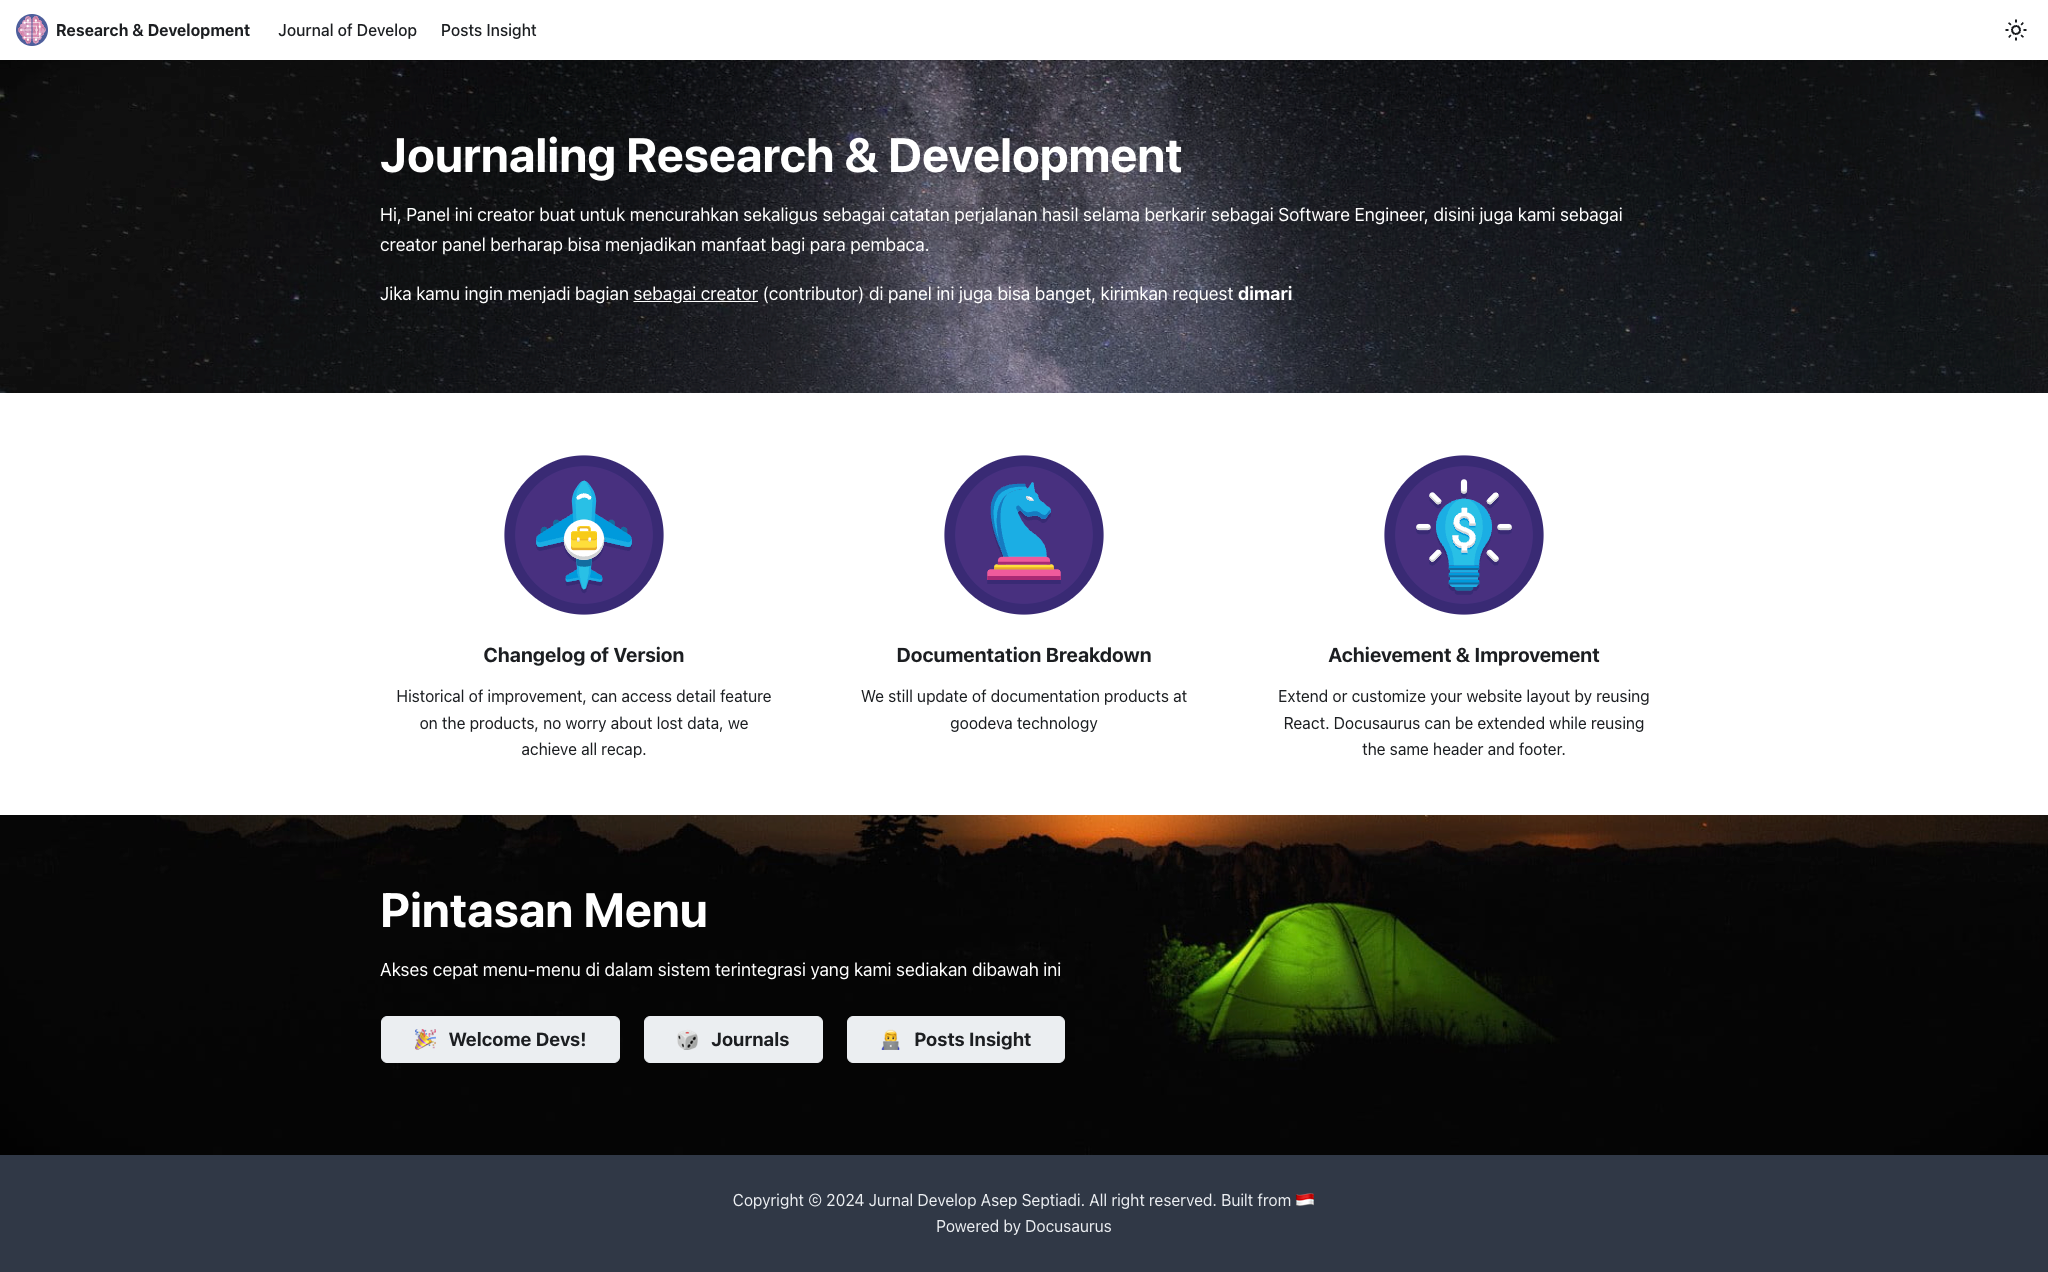 Research & Development
Journal of Develop
Posts Insight
Journaling Research & Development
Hi, Panel ini creator buat untuk mencurahkan sekaligus sebagai catatan perjalanan hasil selama berkarir sebagai Software Engineer, disini juga kami sebagai
creator panel berharap bisa menjadikan manfaat bagi para pembaca.
Jika kamu ingin menjadi bagian sebagai creator (contributor) di panel ini juga bisa banget, kirimkan request dimari
$
Changelog of Version
Historical of improvement, can access detail feature
on the products, no worry about lost data, we
achieve all recap.
Documentation Breakdown
We still update of documentation products at
goodeva technology
Achievement & Improvement
Extend or customize your website layout by reusing
React. Docusaurus can be extended while reusing
the same header and footer.
Pintasan Menu
Akses cepat menu-menu di dalam sistem terintegrasi yang kami sediakan dibawah ini
🎉 Welcome Devs!
🎲 Journals
👨‍💻 Posts Insight
Copyright © 2024 Jurnal Develop Asep Septiadi. All right reserved. Built from 🇮🇩
Powered by Docusaurus